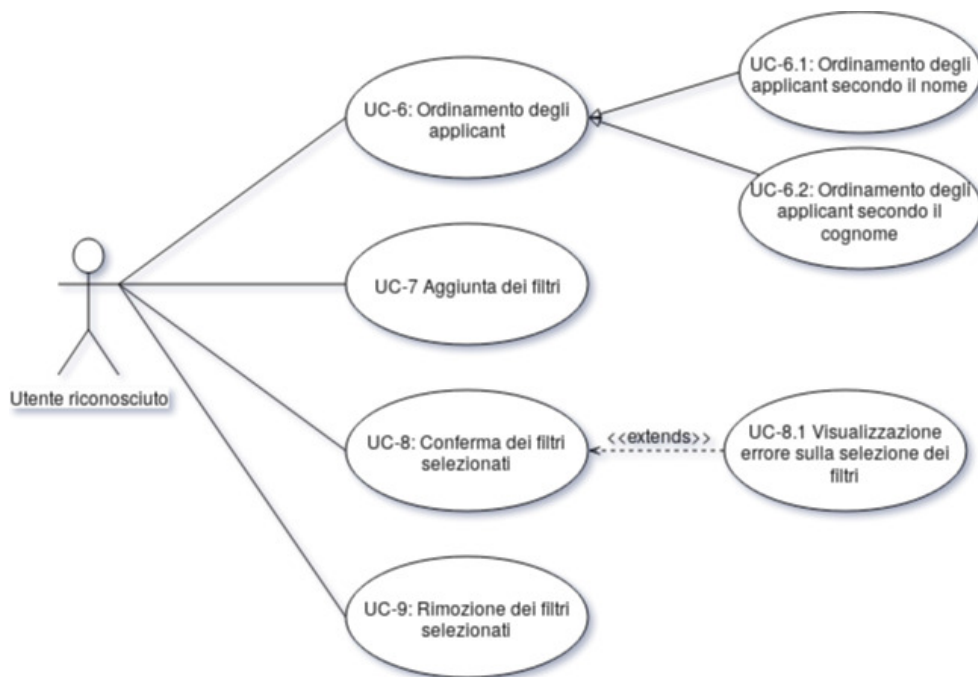 UC-6: Ordinamento degli
applicant
UC-6.1: Ordinamento degli
applicant secondo il nome
UC-6.2: Ordinamento degli
applicant secondo il
cognome
UC-7 Aggiunta dei filtri
Utente riconosciuto
UC-8: Conferma dei filtri
selezionati
<<extends>>
UC-8.1 Visualizzazione
errore sulla selezione dei
filtri
UC-9: Rimozione dei filtri
selezionati